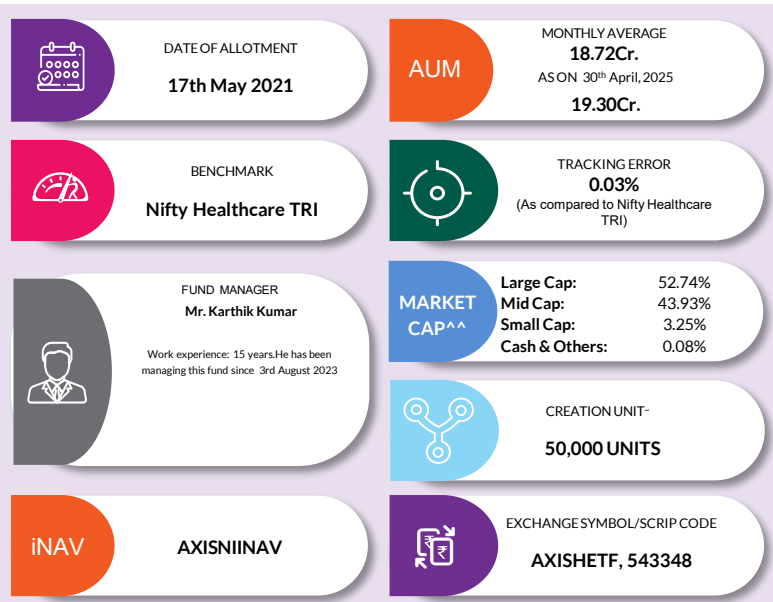 DATE OF ALLOTMENT
17th May 2021
AUM
MONTHLY AVERAGE
18.72Cr.
AS ON 30th April, 2025
19.30Cr.
BENCHMARK
Nifty Healthcare TRI
TRACKING ERROR
0.03%
(As compared to Nifty Healthcare
TRI)
FUND MANAGER
Mr. Karthik Kumar
Work experience: 15 years.He has been
managing this fund since 3rd August 2023
MARKET
CAP^^
Large Cap: 52.74%
Mid Cap: 43.93%
Small Cap: 3.25%
Cash & Others: 0.08%
CREATION UNIT~
50,000 UNITS
iNAV
AXISNIINAV
₹
₹
EXCHANGE SYMBOL/SCRIP CODE
AXISHETF, 543348